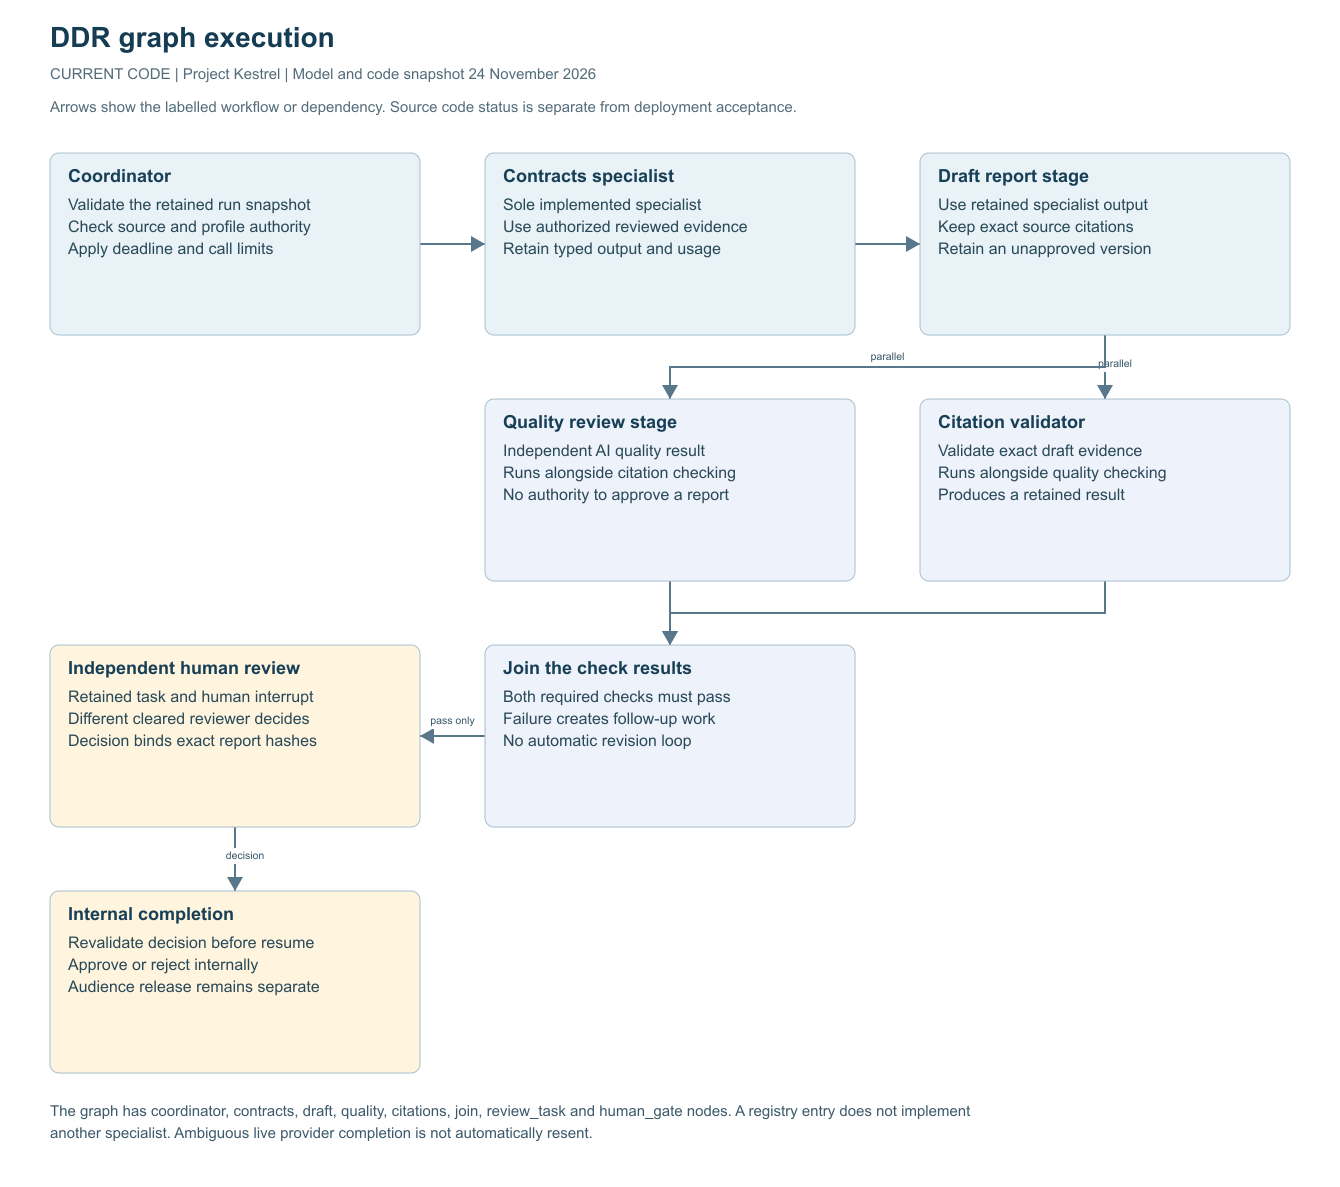 DDR graph execution
CURRENT CODE | Project Kestrel | Model and code snapshot 24 November 2026
Arrows show the labelled workflow or dependency. Source code status is separate from deployment acceptance.
Coordinator
Validate the retained run snapshot
Check source and profile authority
Apply deadline and call limits
Contracts specialist
Sole implemented specialist
Use authorized reviewed evidence
Retain typed output and usage
Draft report stage
Use retained specialist output
Keep exact source citations
Retain an unapproved version
parallel
parallel
Quality review stage
Independent AI quality result
Runs alongside citation checking
No authority to approve a report
Citation validator
Validate exact draft evidence
Runs alongside quality checking
Produces a retained result
Independent human review
Retained task and human interrupt
Different cleared reviewer decides
Decision binds exact report hashes
pass only
Join the check results
Both required checks must pass
Failure creates follow-up work
No automatic revision loop
decision
Internal completion
Revalidate decision before resume
Approve or reject internally
Audience release remains separate
The graph has coordinator, contracts, draft, quality, citations, join, review_task and human_gate nodes. A registry entry does not implement
another specialist. Ambiguous live provider completion is not automatically resent.